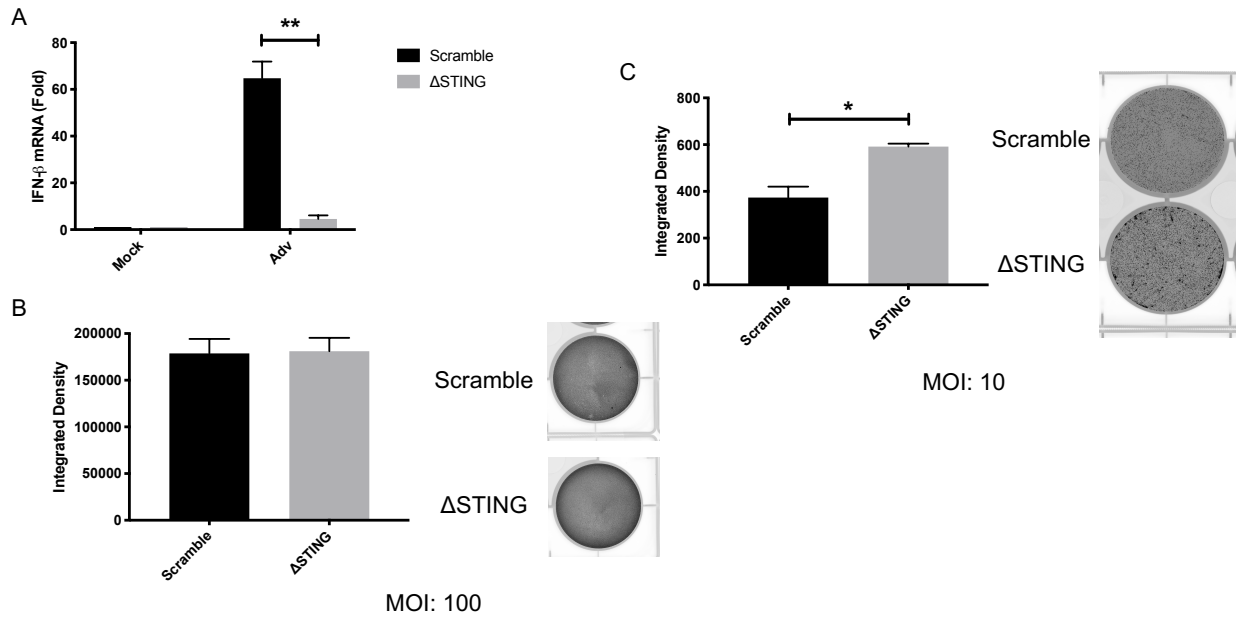 A
**
80
60
40
20
0
IFN-β mRNA (Fold)
Mock
Adv
Scramble
ΔSTING
B
200000
150000
100000
50000
0
Integrated Density
Scramble
ΔSTING
Scramble
ΔSTING
MOI: 100
C
*
800
600
400
200
0
Integrated Density
Scramble
ΔSTING
Scramble
ΔSTING
MOI: 10